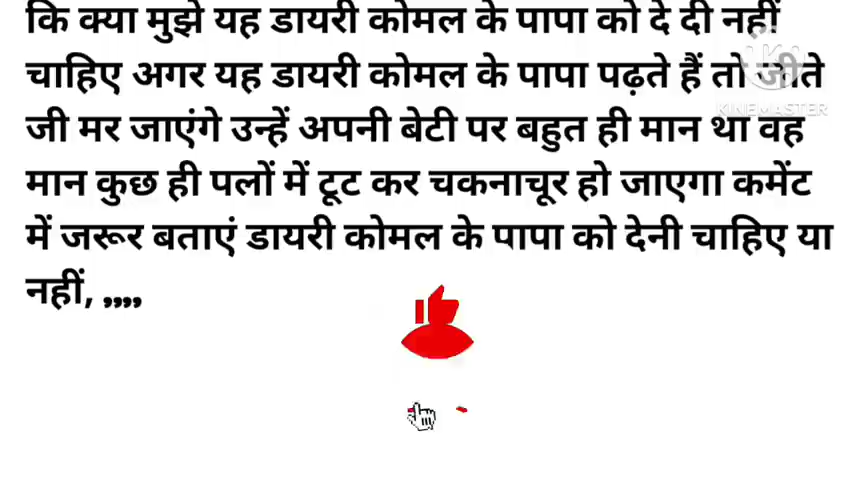 कि क्या मुझे यह डायरी कोमल के पापा को दे दी नहीं
चाहिए अगर यह डायरी कोमल के पापा पढ़ते हैं तो जीते
KINEMASTER
जी मर जाएंगे उन्हें अपनी बेटी पर बहुत ही मान था वह
मान कुछ ही पलों में टूट कर चकनाचूर हो जाएगा कमेंट
में जरूर बताएं डायरी कोमल के पापा को देनी चाहिए या
नहीं, ,,,,